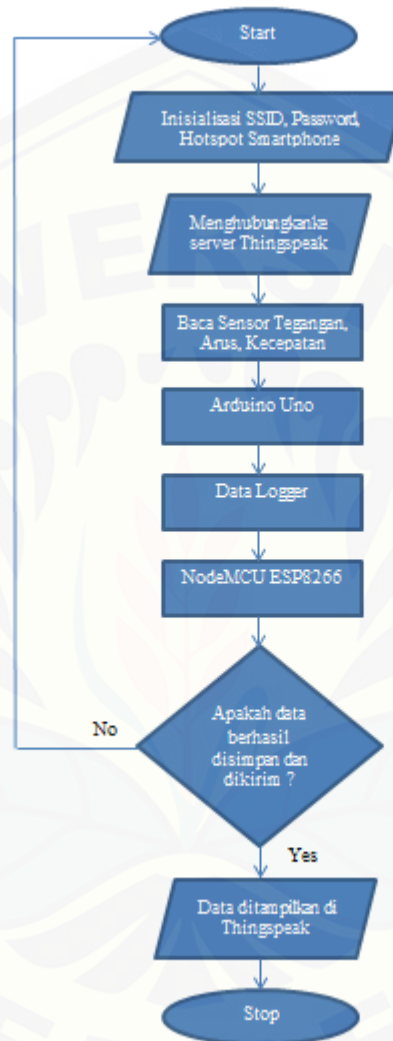 Start
Inisialisasi SSID, Password,
Hotspot Smartphone
Menghubungkanke
server Thingspeak
Baca Sensor Tegangan,
Arus, Kecepatan
Arduino Uno
Data Logger
NodeMCU ESP8266
Apakah data
berhasil
disimpan dan
dikirim ?
No
Yes
Data ditampilkan di
Thingspeak
Stop